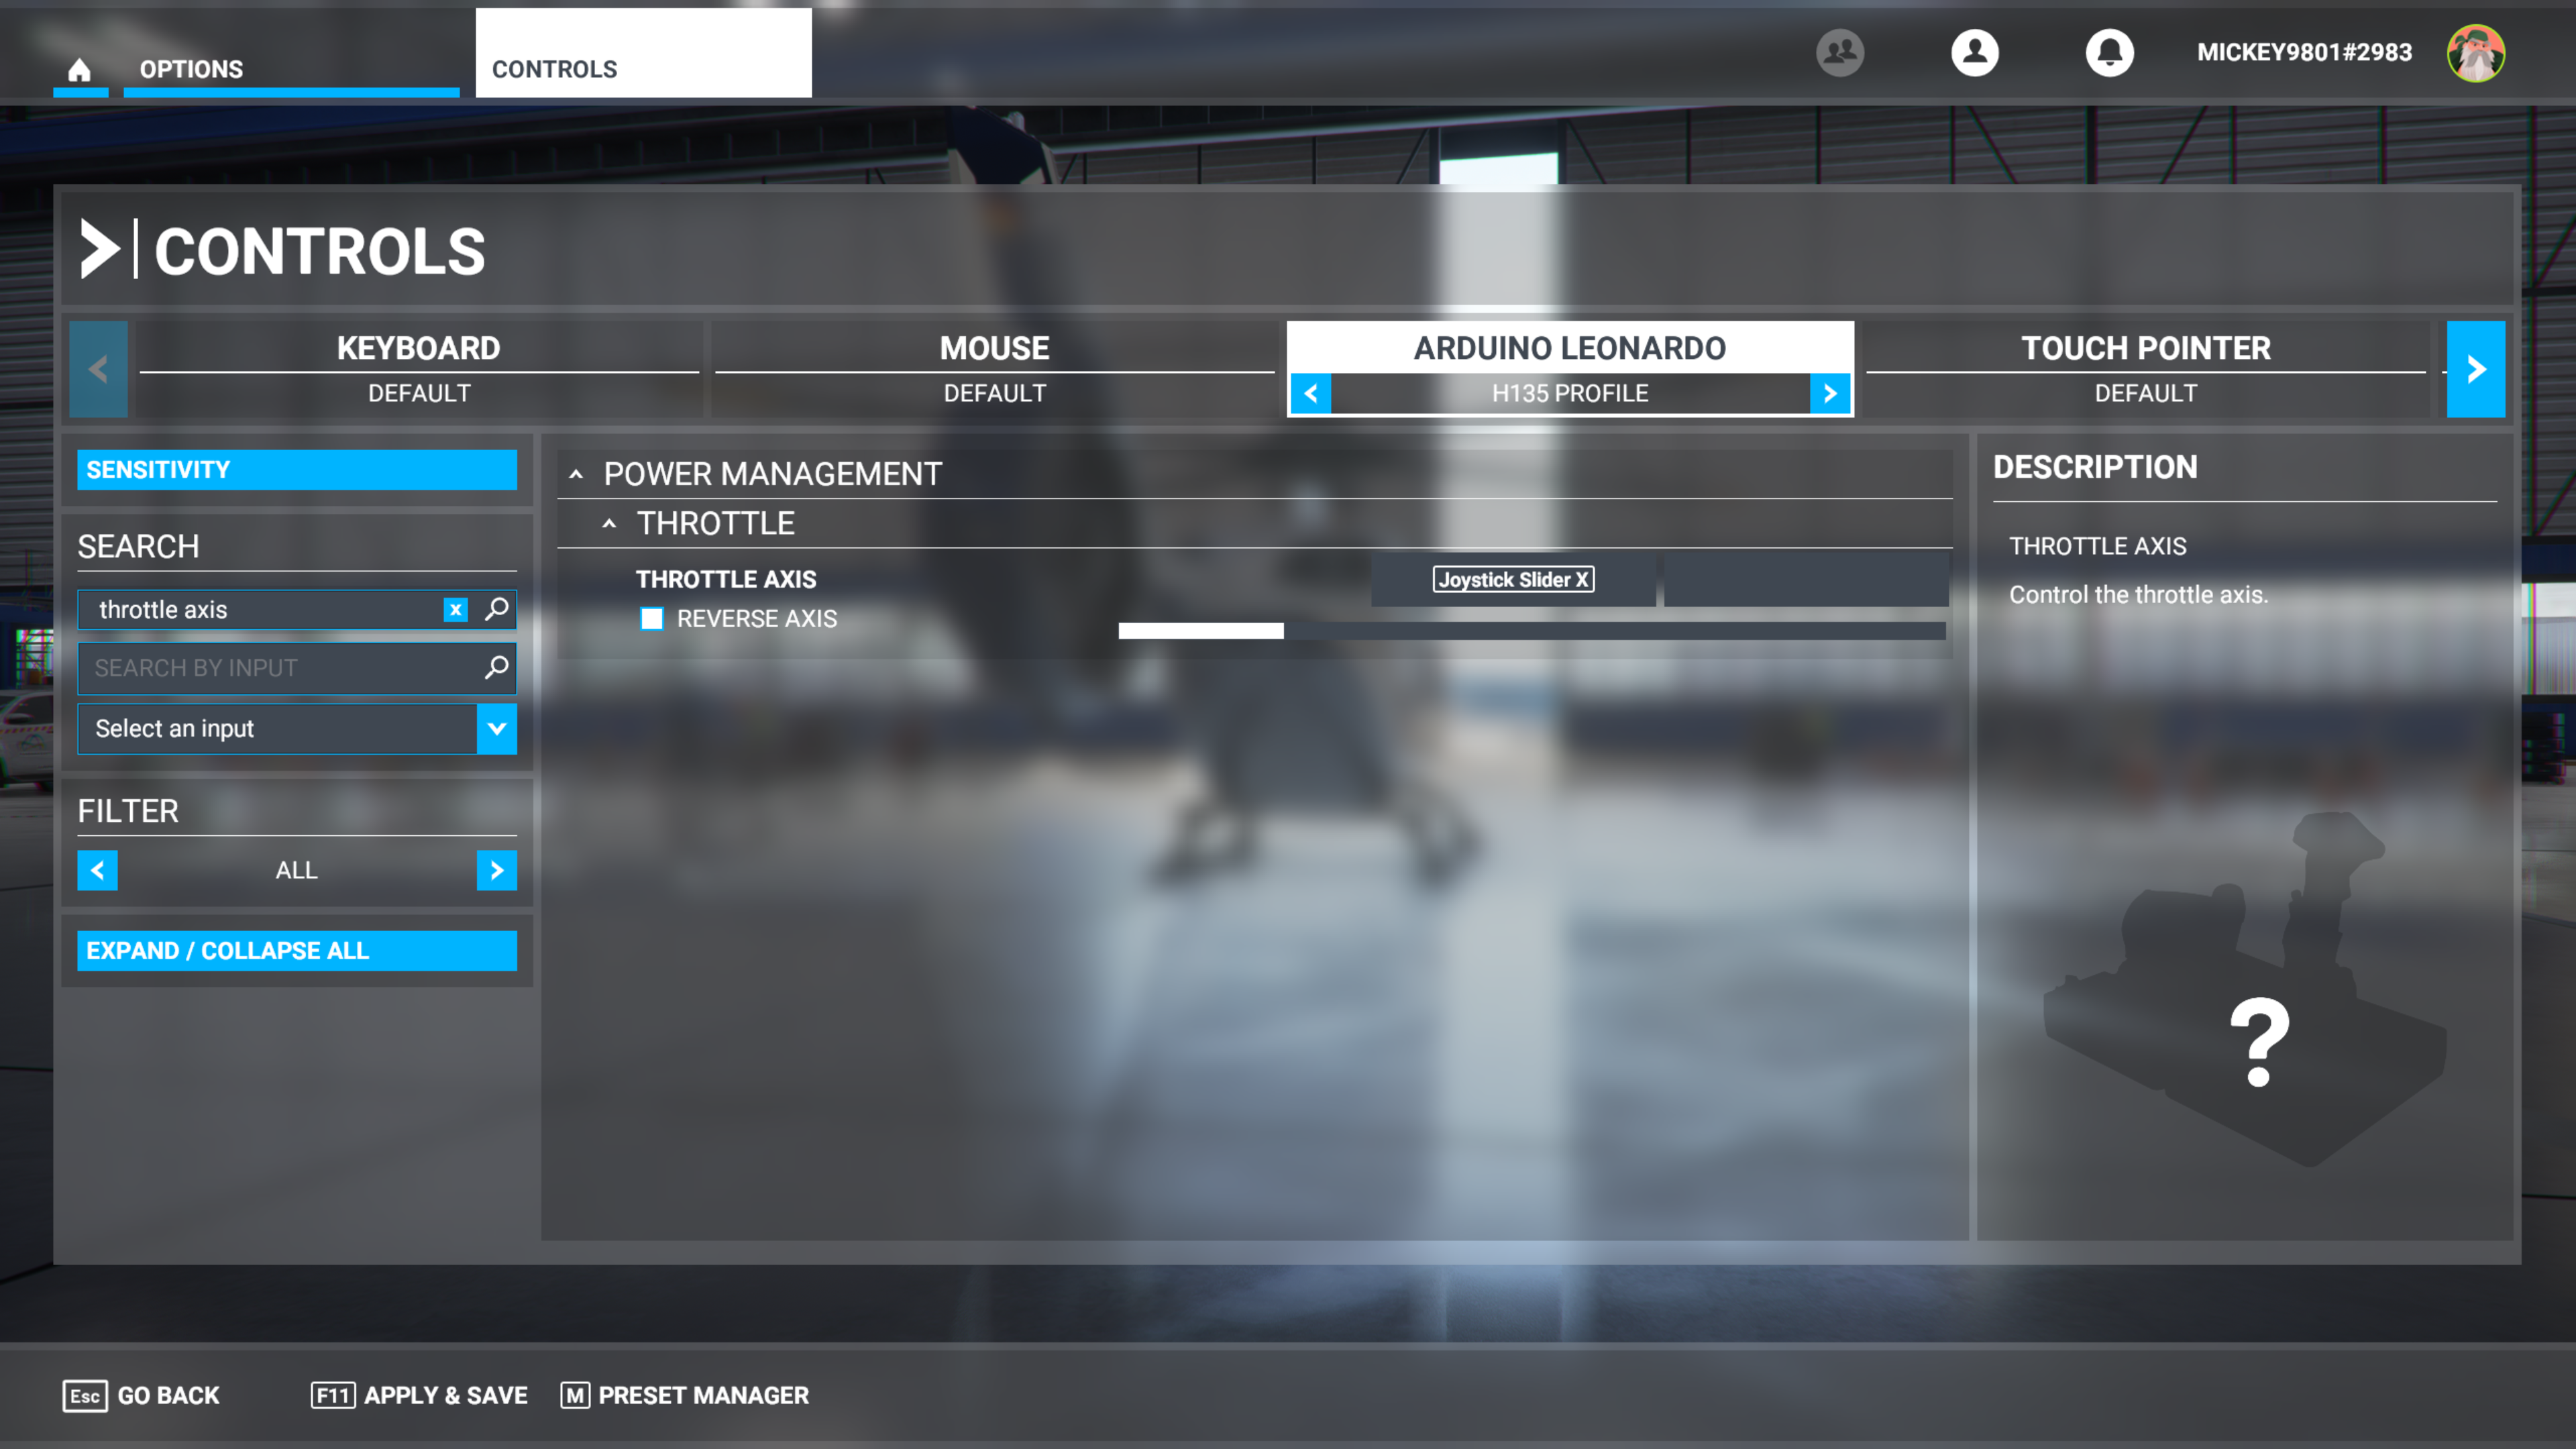 OPTIONS
CONTROLS
MICKEY9801#2983
CONTROLS
KEYBOARD
DEFAULT
MOUSE
DEFAULT
ARDUINO LEONARDO
H135 PROFILE
TOUCH POINTER
DEFAULT
SENSITIVITY
SEARCH
throttle axis
SEARCH BY INPUT
Select an input
FILTER
ALL
EXPAND / COLLAPSE ALL
POWER MANAGEMENT
THROTTLE
THROTTLE AXIS
Joystick Slider X
REVERSE AXIS
DESCRIPTION
THROTTLE AXIS
Control the throttle axis.
?
Esc GO BACK
F11 APPLY & SAVE
M PRESET MANAGER